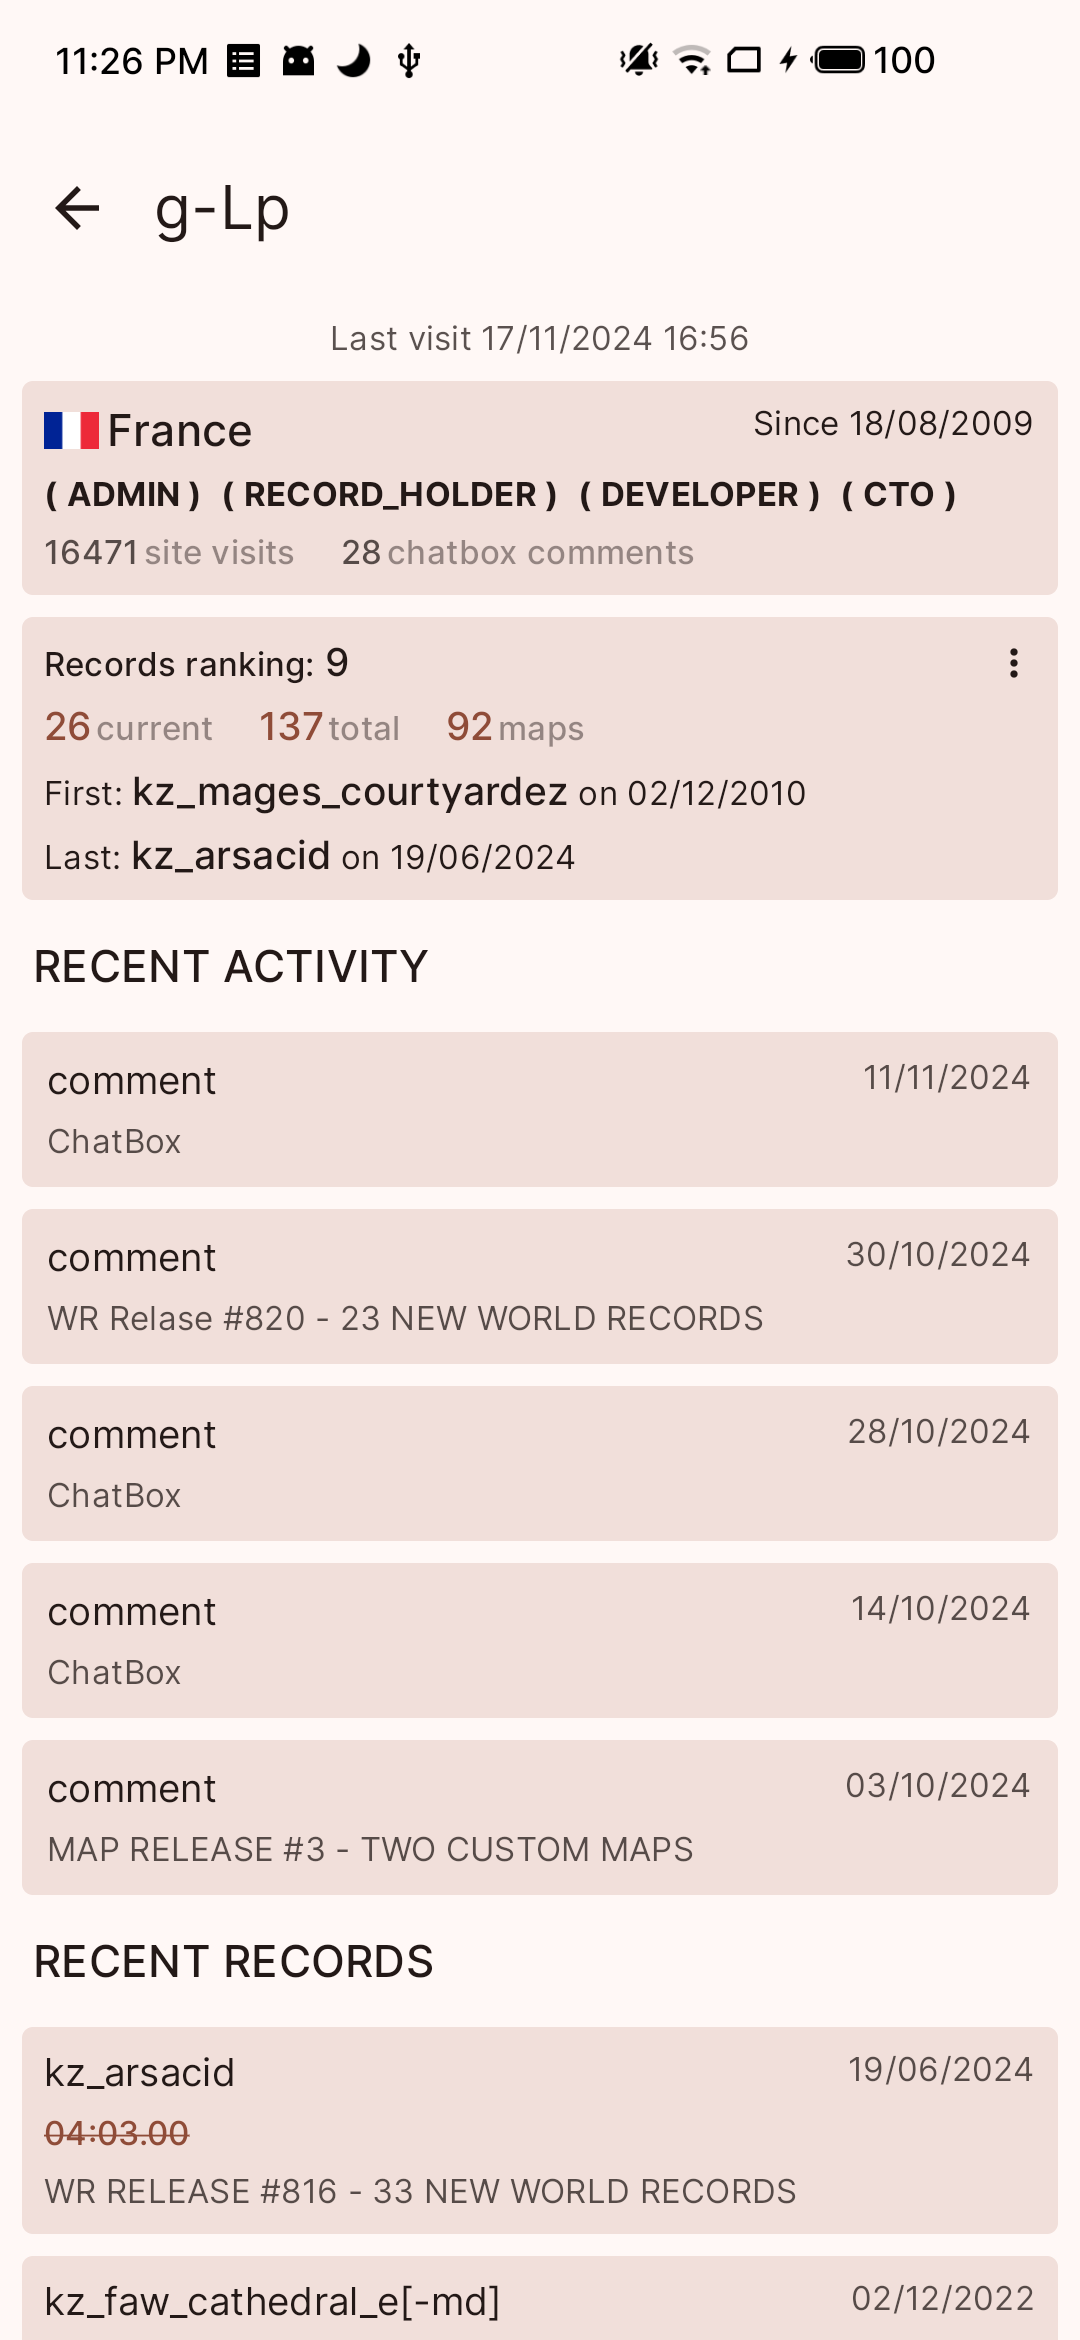 11:26 PM 100
g-Lp
Last visit 17/11/2024 16:56
France Since 18/08/2009
( ADMIN ) ( RECORD_HOLDER ) ( DEVELOPER ) ( CTO )
16471 site visits 28 chatbox comments
Records ranking: 9
26 current 137 total 92 maps
First: kz_mages_courtyardez on 02/12/2010
Last: kz_arsacid on 19/06/2024
RECENT ACTIVITY
comment 11/11/2024
ChatBox
comment 30/10/2024
WR Relase #820 - 23 NEW WORLD RECORDS
comment 28/10/2024
ChatBox
comment 14/10/2024
ChatBox
comment 03/10/2024
MAP RELEASE #3 - TWO CUSTOM MAPS
RECENT RECORDS
kz_arsacid 19/06/2024
04:03.00
WR RELEASE #816 - 33 NEW WORLD RECORDS
kz_faw_cathedral_e[-md] 02/12/2022